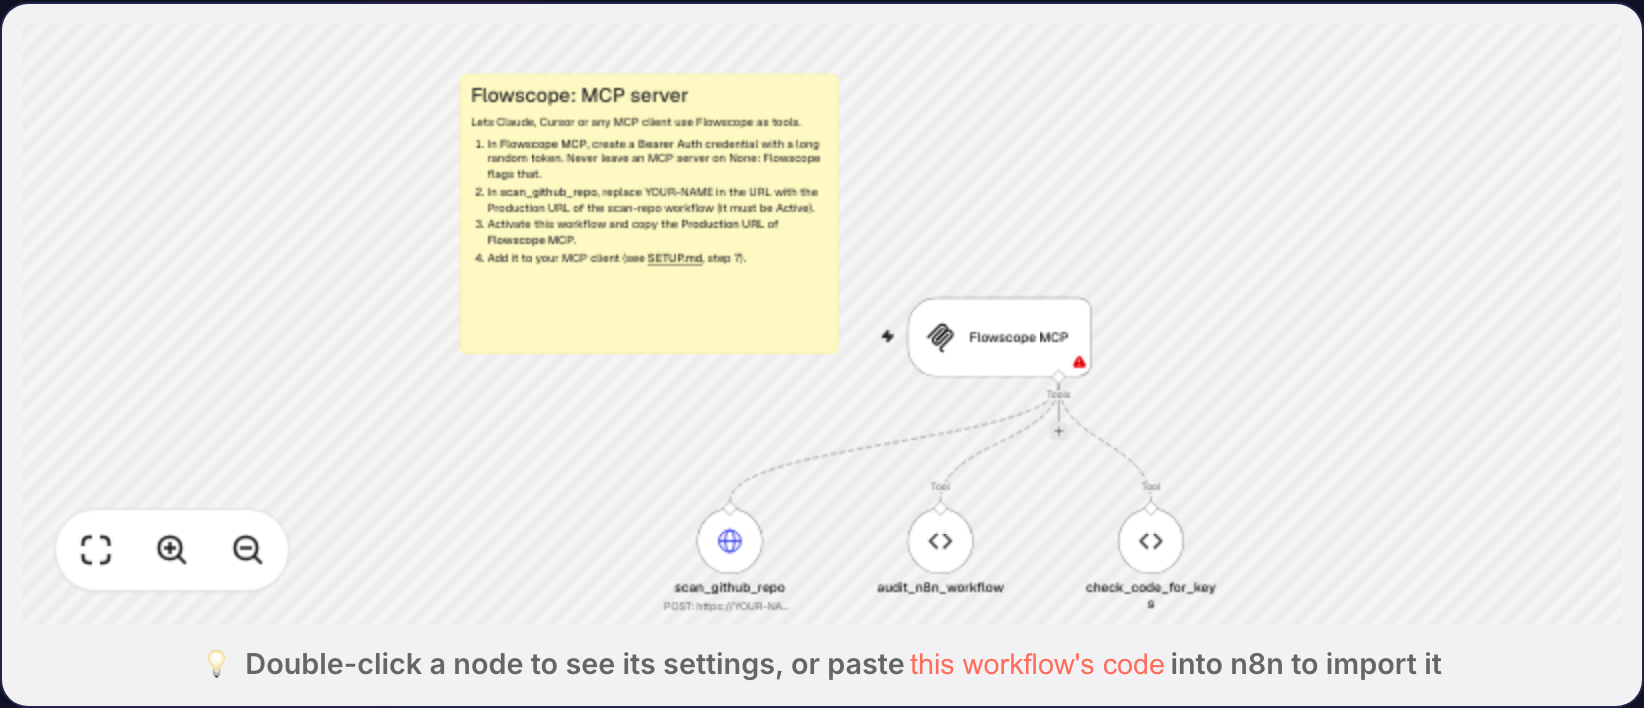 Flowscope: MCP server
Lets Claude, Cursor or any MCP client use Flowscope as tools.
1. In Flowscope MCP, create a Bearer Auth credential with a long
random token. Never leave an MCP server on None: Flowscope
flags that.
2. In scan_github_repo, replace YOUR-NAME in the URL with the
Production URL of the scan-repo workflow (it must be Active).
3. Activate this workflow and copy the Production URL of
Flowscope MCP.
4. Add it to your MCP client (see SETUP.md, step 7).
Flowscope MCP
Tools
+
Tool
Tool
scan_github_repo
POST: https://YOUR-NA...
audit_n8n_workflow
check_code_for_key
s
Double-click a node to see its settings, or paste this workflow's code into n8n to import it